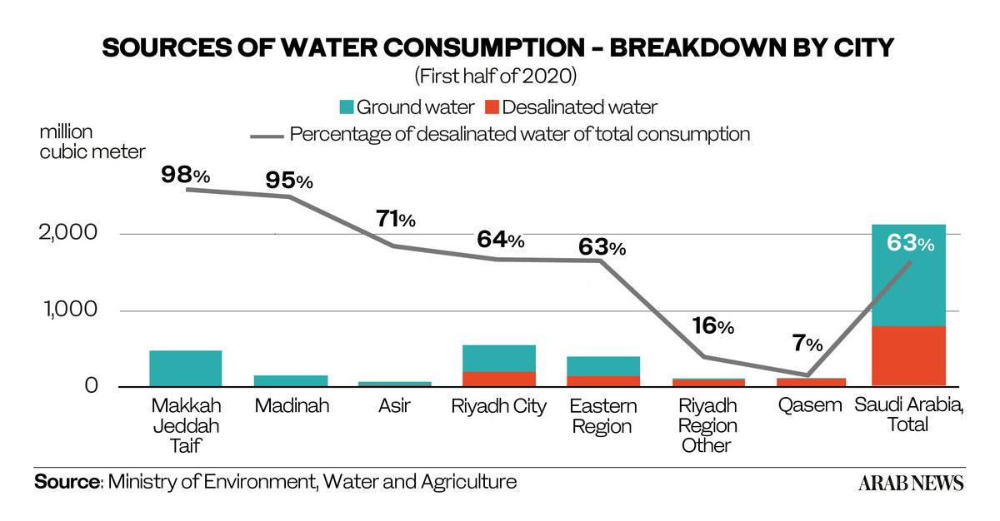 SOURCES OF WATER CONSUMPTION – BREAKDOWN BY CITY
(First half of 2020)
Ground water Desalinated water
Percentage of desalinated water of total consumption
million
cubic meter
98%
95%
71%
64%
63%
16%
7%
63%
2,000
1,000
0
Makkah
Jeddah
Taif
Madinah
Asir
Riyadh City
Eastern
Region
Riyadh
Region
Other
Qasem
Saudi Arabia,
Total
Source: Ministry of Environment, Water and Agriculture
ARAB NEWS